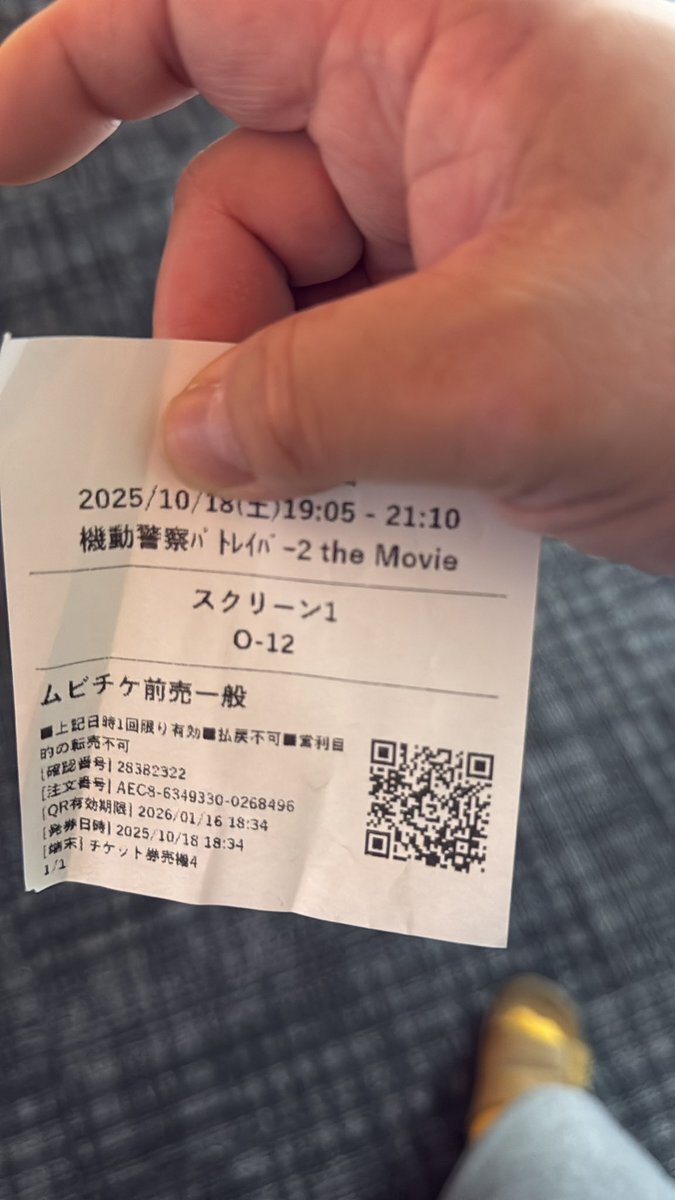 2025/10/18(土)19:05 - 21:10
機動警察ﾊﾟﾄﾚｲﾊﾞｰ2 the Movie
スクリーン1
O-12
ムビチケ前売一般
■上記日時1回限り有効■払戻不可■営利目
的の転売不可
[確認番号] 28382322
[注文番号] AEC8-6349330-0268496
[QR有効期限] 2026/01/16 18:34
[発券日時] 2025/10/18 18:34
[端末] チケット券売機4
1/1